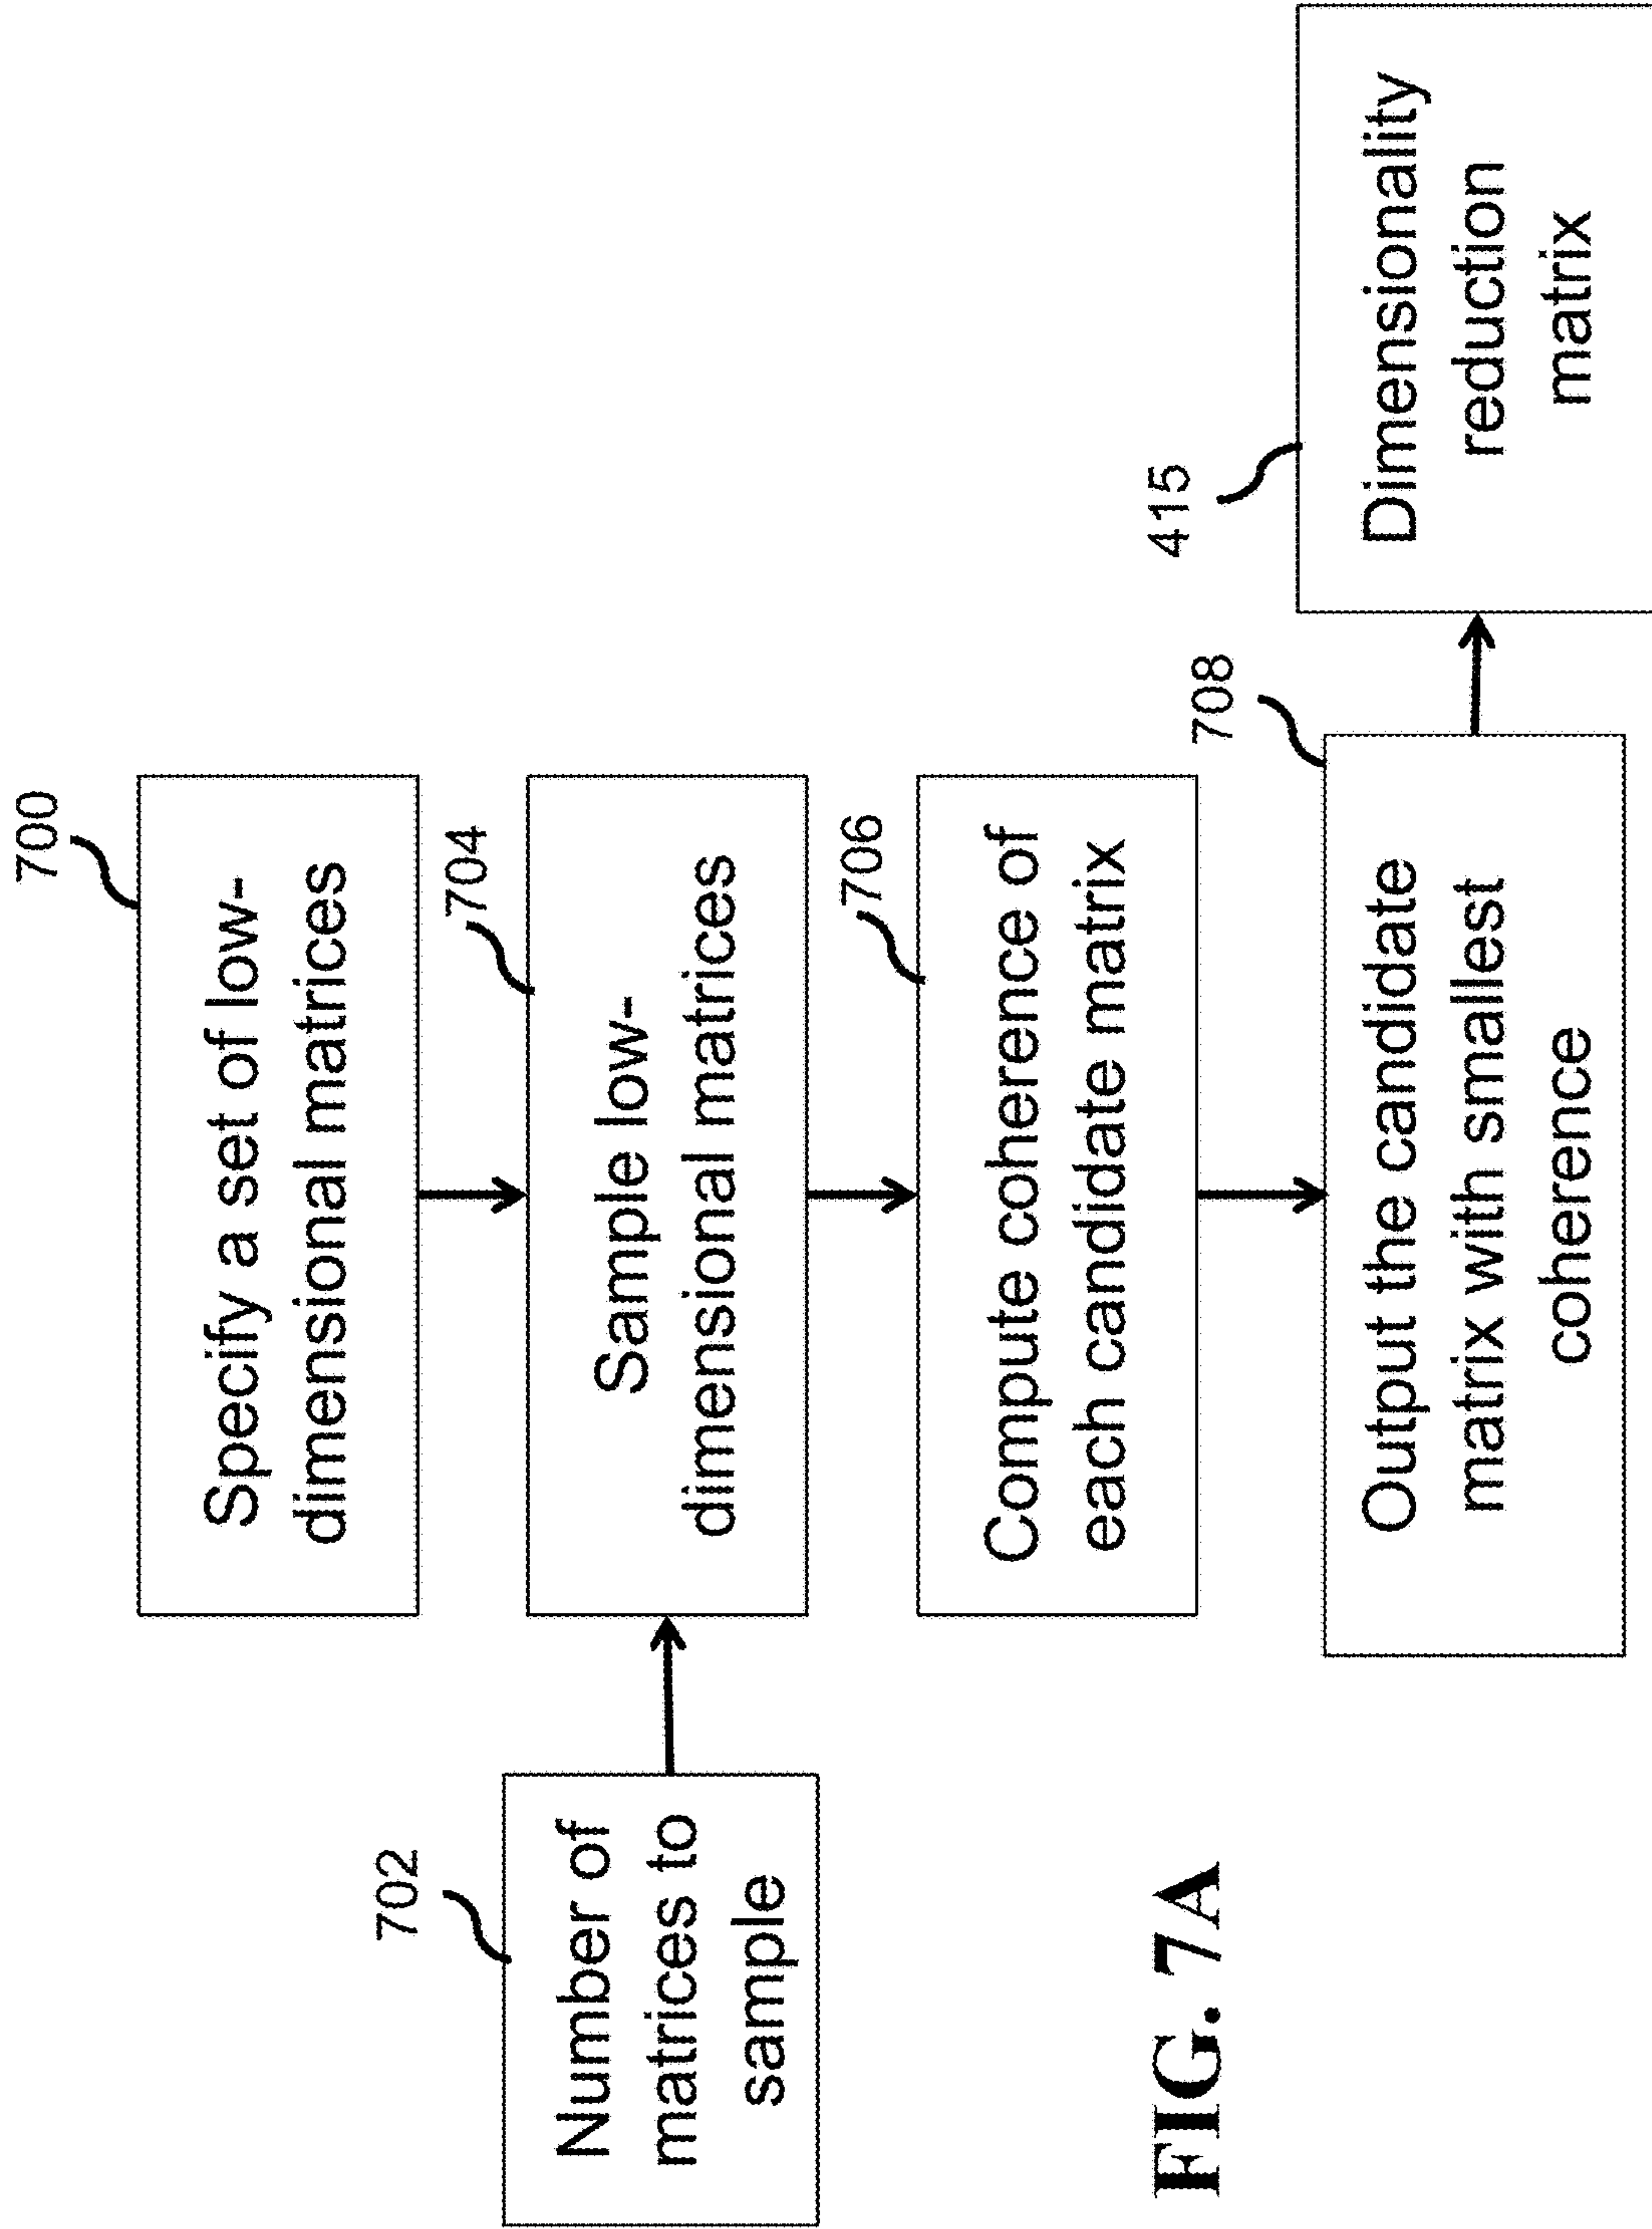 700
Specify a set of low-
dimensional matrices
702
Number of
matrices to
sample
704
Sample low-
dimensional matrices
706
Compute coherence of
each candidate matrix
708
Output the candidate
matrix with smallest
coherence
415
Dimensionality
reduction
matrix
FIG. 7A